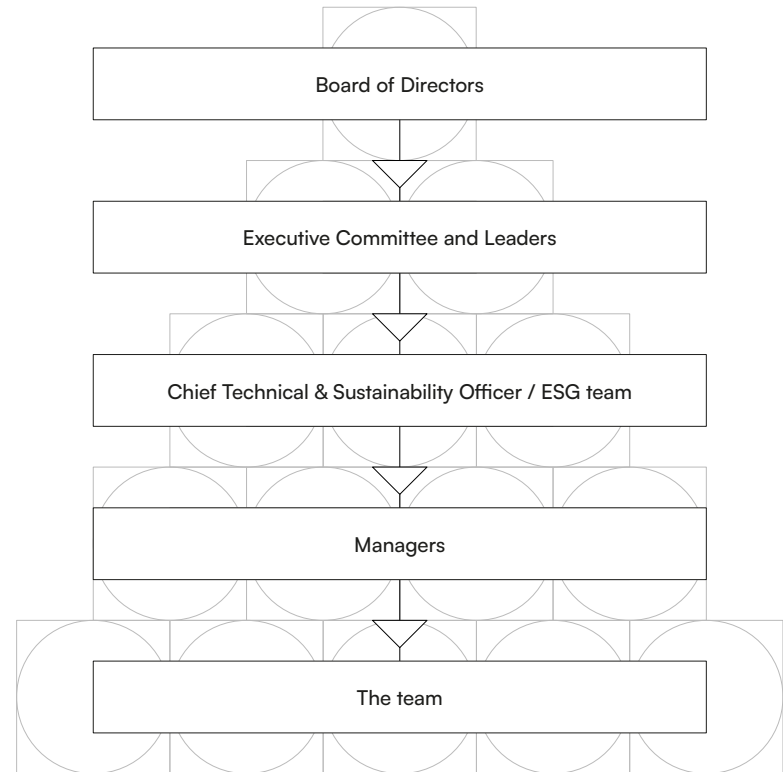 Board of Directors
Executive Committee and Leaders
Chief Technical & Sustainability Officer / ESG team
Managers
The team